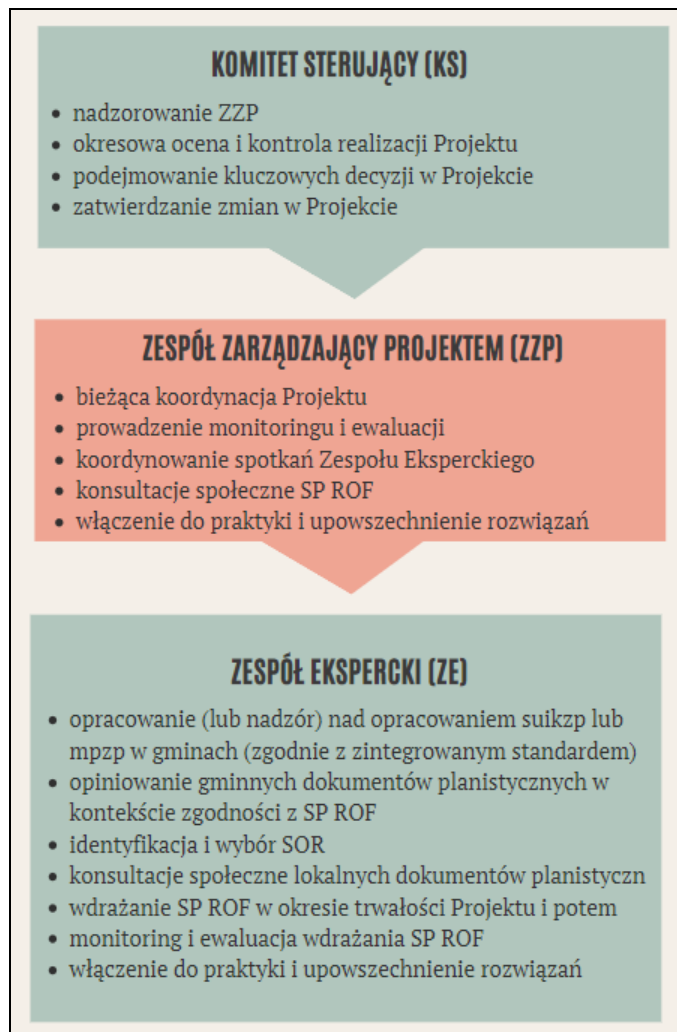 KOMITET STERUJĄCY (KS)
• nadzorowanie ZZP
• okresowa ocena i kontrola realizacji Projektu
• podejmowanie kluczowych decyzji w Projekcie
• zatwierdzanie zmian w Projekcie
ZESPÓŁ ZARZĄDZAJĄCY PROJEKTEM (ZZP)
• bieżąca koordynacja Projektu
• prowadzenie monitoringu i ewaluacji
• koordynowanie spotkań Zespołu Eksperckiego
• konsultacje społeczne SP ROF
• włączenie do praktyki i upowszechnienie rozwiązań
ZESPÓŁ EKSPERCKI (ZE)
• opracowanie (lub nadzór) nad opracowaniem suikzp lub
mpzp w gminach (zgodnie z zintegrowanym standardem)
• opiniowanie gminnych dokumentów planistycznych w
kontekście zgodności z SP ROF
• identyfikacja i wybór SOR
• konsultacje społeczne lokalnych dokumentów planistyczn
• wdrażanie SP ROF w okresie trwałości Projektu i potem
• monitoring i ewaluacja wdrażania SP ROF
• włączenie do praktyki i upowszechnienie rozwiązań